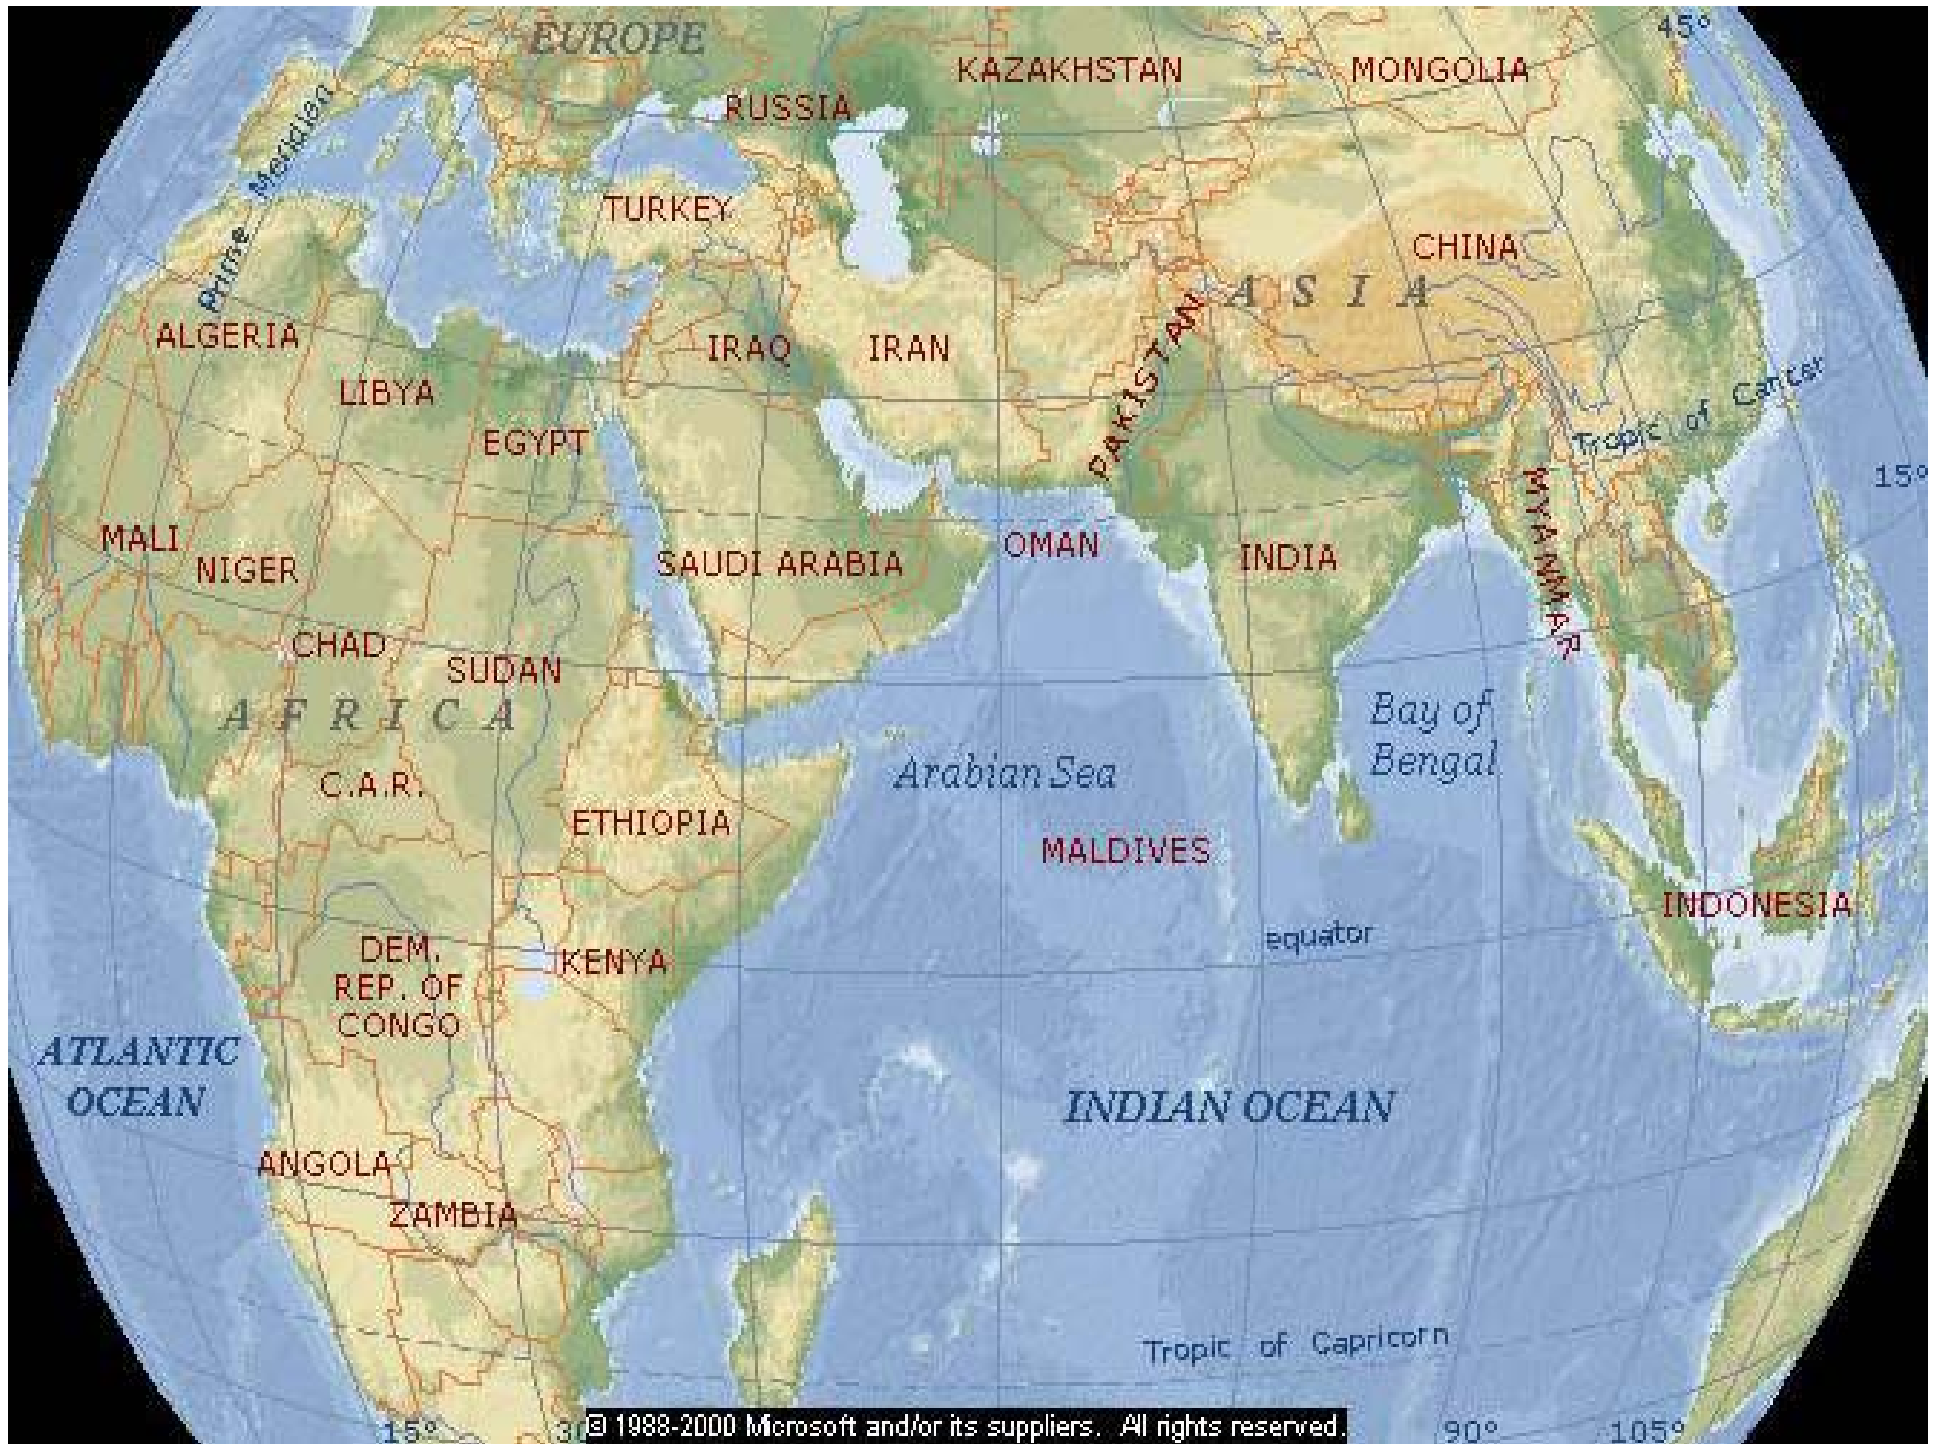 EUROPE
45°
KAZAKHSTAN
MONGOLIA
RUSSIA
Prime Meridian
TURKEY
CHINA
ASIA
ALGERIA
IRAQ
IRAN
PAKISTAN
LIBYA
Tropic of Cancer
EGYPT
15°
MALI
NIGER
SAUDI ARABIA
OMAN
INDIA
MYANMAR
CHAD
SUDAN
AFRICA
Bay of
Bengal
C.A.R.
Arabian Sea
ETHIOPIA
MALDIVES
INDONESIA
equator
DEM.
REP. OF
CONGO
KENYA
ATLANTIC
OCEAN
INDIAN OCEAN
ANGOLA
ZAMBIA
Tropic of Capricorn
15°
© 1988-2000 Microsoft and/or its suppliers. All rights reserved.
90°
105°